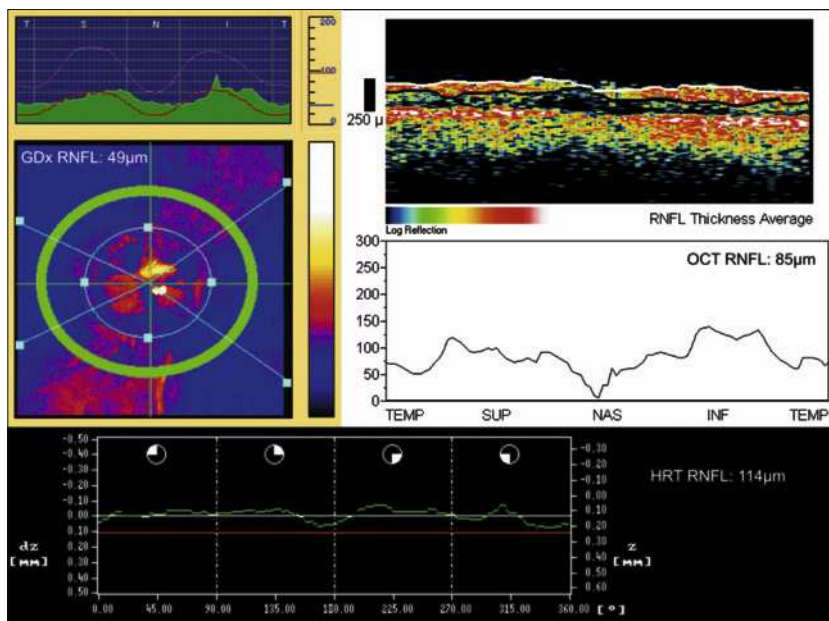 T S N I T
200
100
0
GDx RNFL: 49µm
250 µ
Log Reflection
RNFL Thickness Average
OCT RNFL: 85µm
300
250
200
150
100
50
0
TEMP SUP NAS INF TEMP
HRT RNFL: 114µm
-0.50
-0.40
-0.30
-0.20
-0.10
0.00
0.10
0.20
0.30
0.40
0.50
dz
[mm]
-0.30
-0.20
-0.10
0.00
0.10
0.20
0.30
0.40
0.50
0.60
z
[mm]
0.00 45.00 90.00 135.00 180.00 225.00 270.00 315.00 360.00 [°]